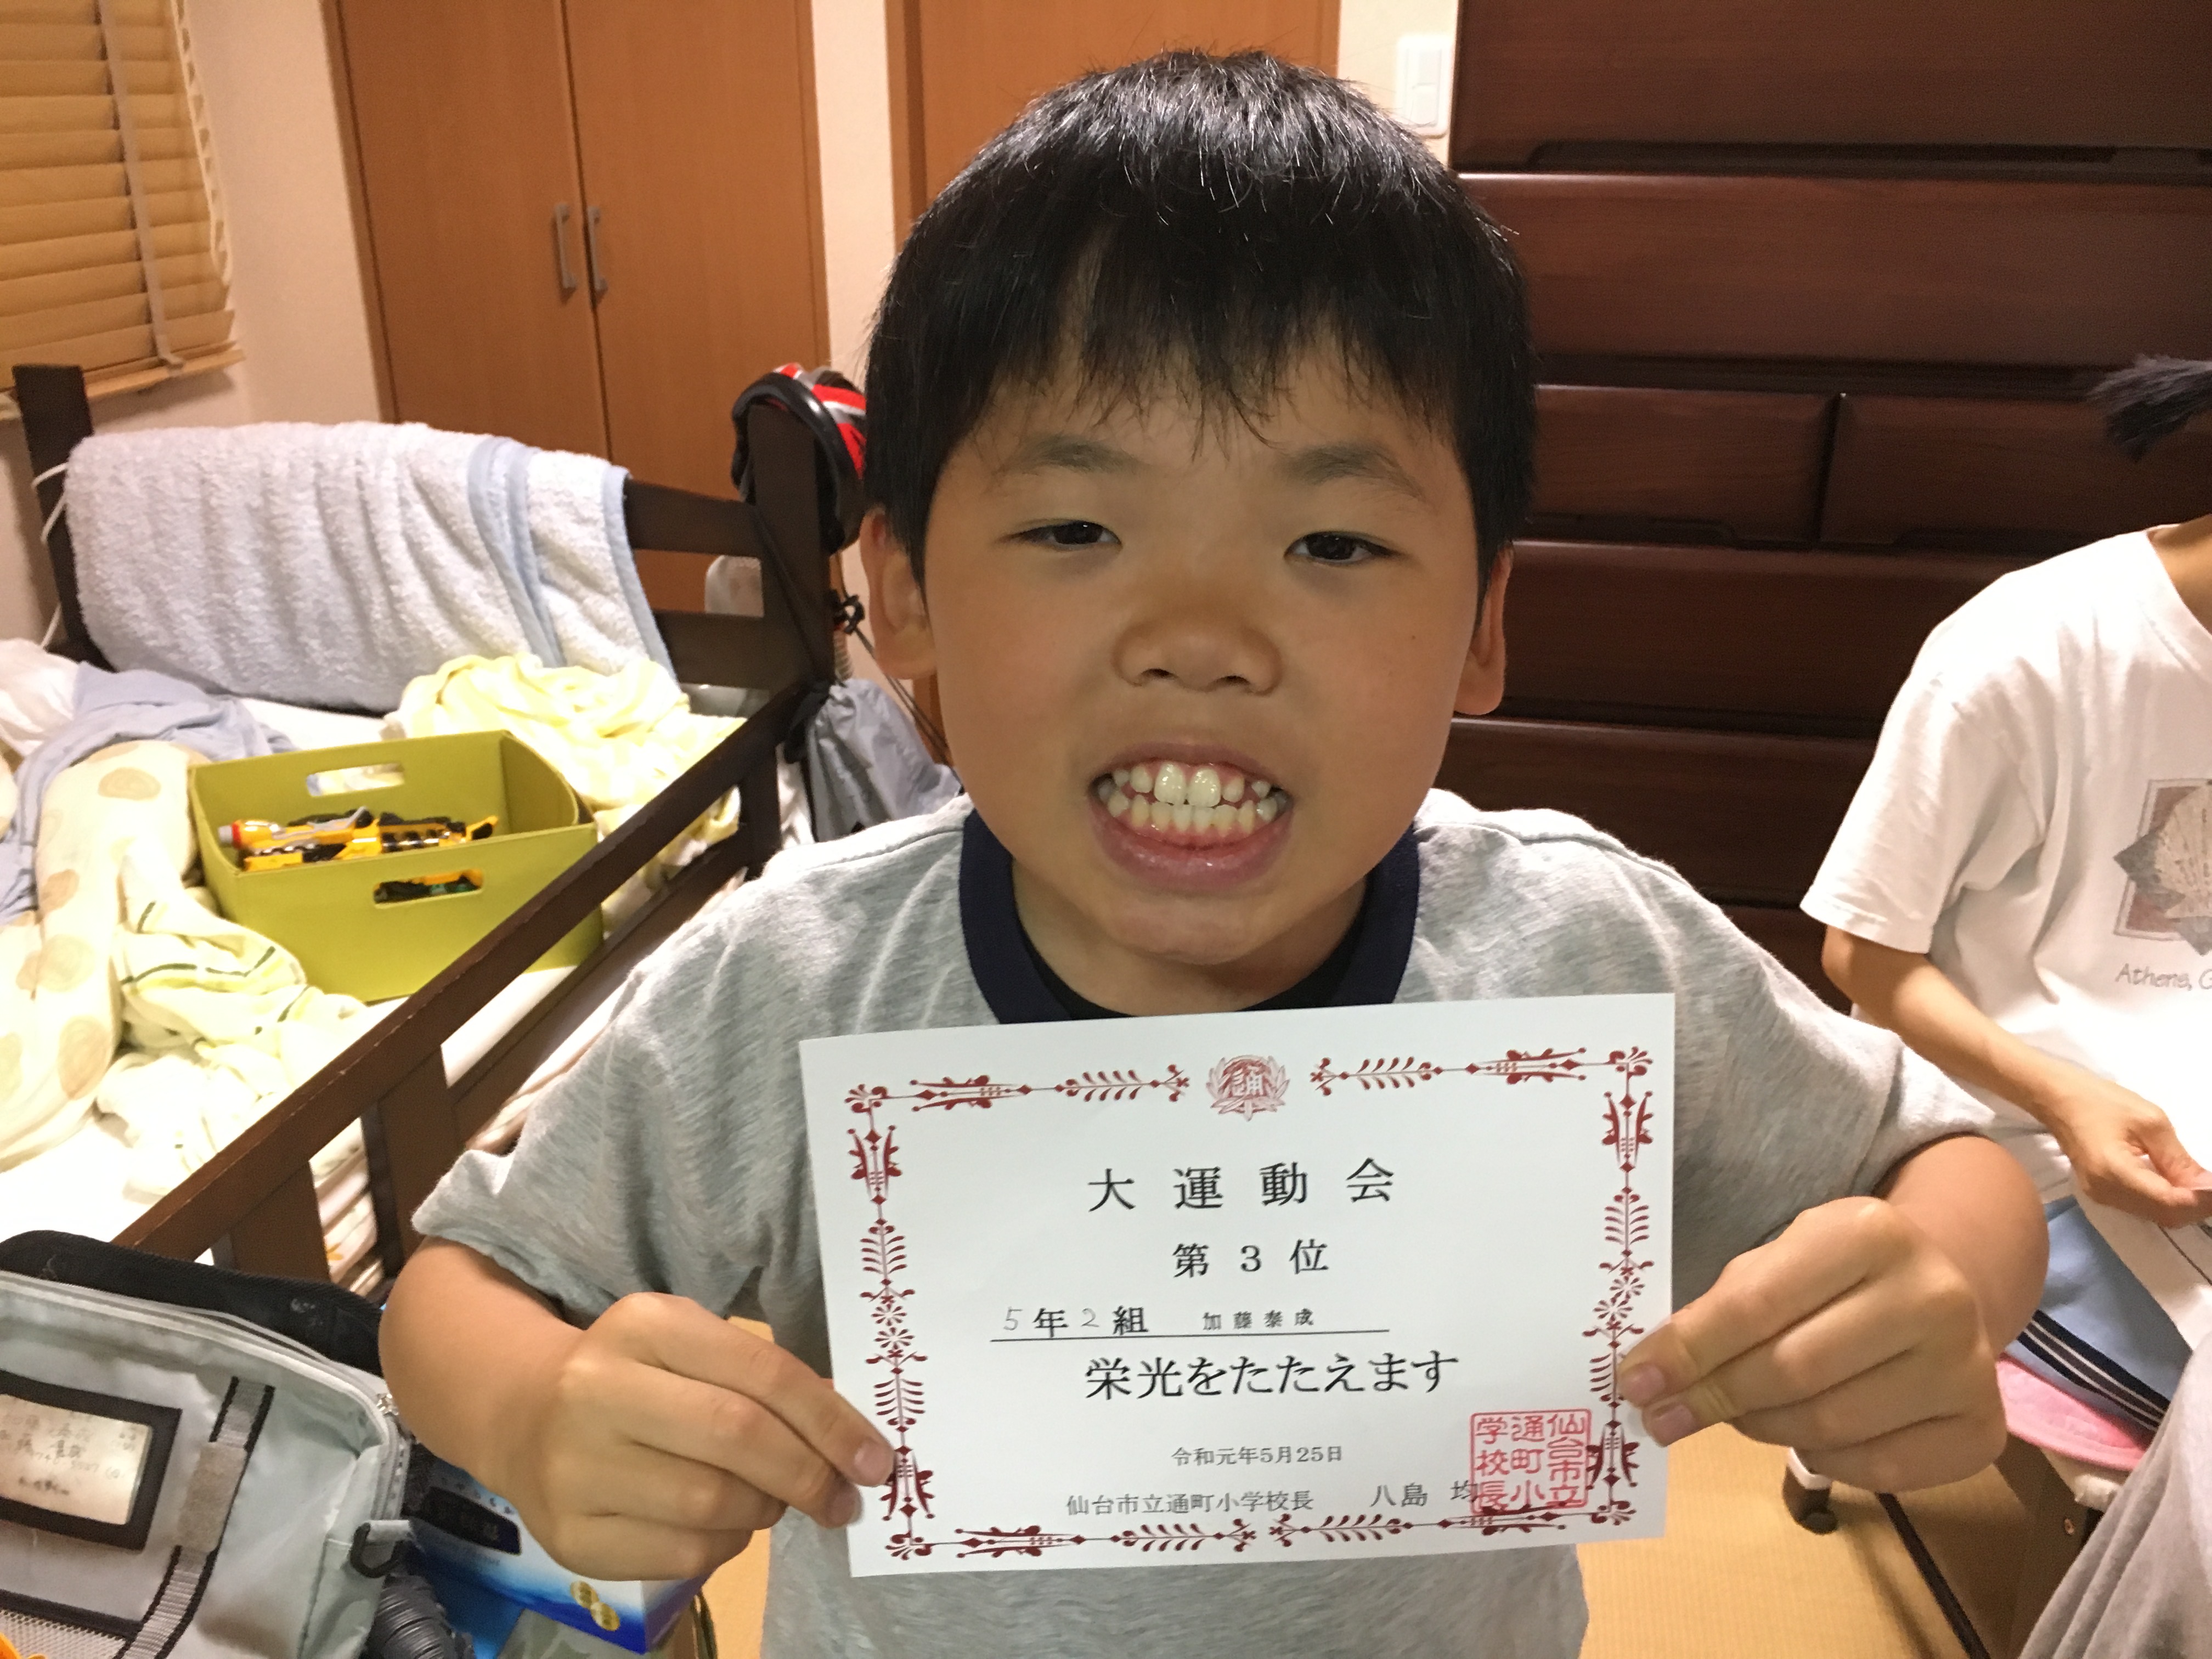 大運動会
第3位
5年2組 加藤泰成
栄光をたたえます
令和元年5月25日
仙台市立通町小学校長 八島 均
仙台市立
通町小
学校長
Athens, G